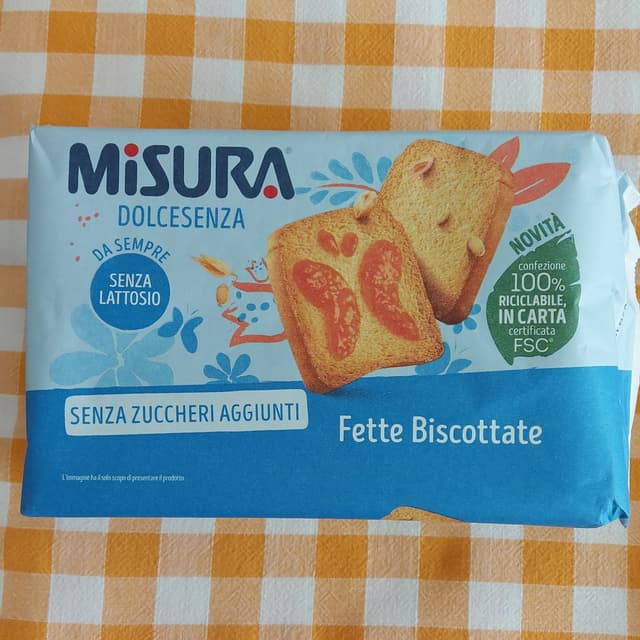 MiSURA
DOLCESENZA
DA SEMPRE
SENZA
LATTOSIO
NOVITÀ
confezione
100%
RICICLABILE,
IN CARTA
certificata
FSC®
SENZA ZUCCHERI AGGIUNTI
Fette Biscottate
L'immagine ha il solo scopo di presentare il prodotto